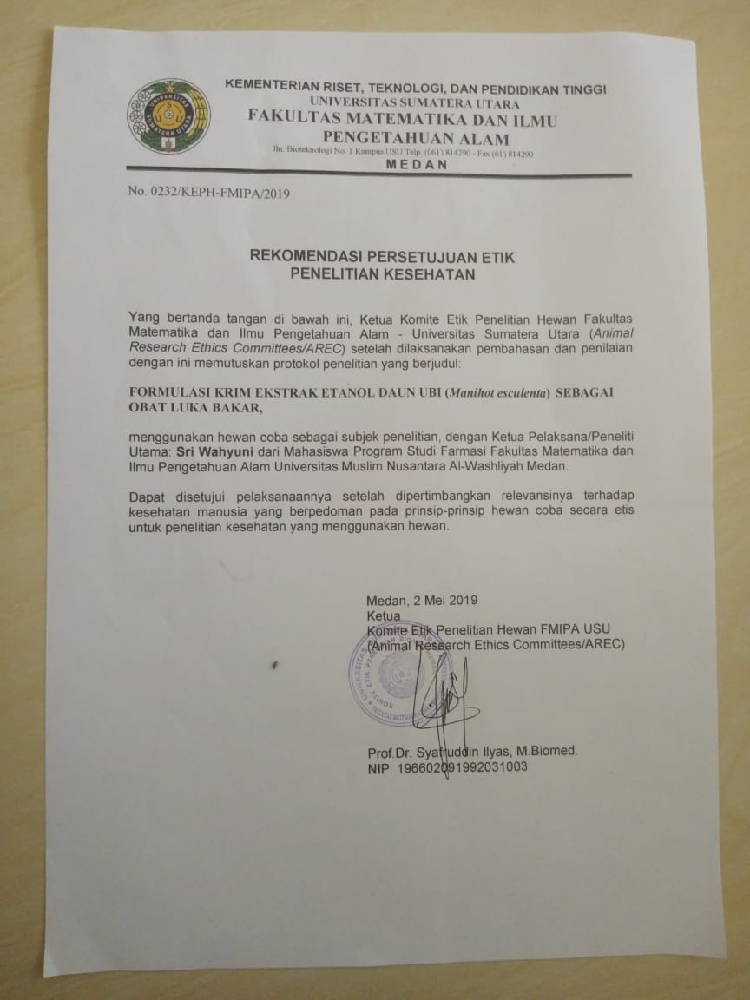 KEMENTERIAN RISET, TEKNOLOGI, DAN PENDIDIKAN TINGGI
UNIVERSITAS SUMATERA UTARA
FAKULTAS MATEMATIKA DAN ILMU
PENGETAHUAN ALAM
Jln. Bioteknologi No. 1 Kampus USU Telp. (061) 814290 - Fax (61) 814290
MEDAN
UNIVERSITAS
SUMATERA UTARA
No. 0232/KEPH-FMIPA/2019
REKOMENDASI PERSETUJUAN ETIK
PENELITIAN KESEHATAN
Yang bertanda tangan di bawah ini, Ketua Komite Etik Penelitian Hewan Fakultas
Matematika dan Ilmu Pengetahuan Alam - Universitas Sumatera Utara (Animal
Research Ethics Committees/AREC) setelah dilaksanakan pembahasan dan penilaian
dengan ini memutuskan protokol penelitian yang berjudul:
FORMULASI KRIM EKSTRAK ETANOL DAUN UBI (Manihot esculenta) SEBAGAI
OBAT LUKA BAKAR,
menggunakan hewan coba sebagai subjek penelitian, dengan Ketua Pelaksana/Peneliti
Utama: Sri Wahyuni dari Mahasiswa Program Studi Farmasi Fakultas Matematika dan
Ilmu Pengetahuan Alam Universitas Muslim Nusantara Al-Washliyah Medan.
Dapat disetujui pelaksanaannya setelah dipertimbangkan relevansinya terhadap
kesehatan manusia yang berpedoman pada prinsip-prinsip hewan coba secara etis
untuk penelitian kesehatan yang menggunakan hewan.
Medan, 2 Mei 2019
Ketua
Komite Etik Penelitian Hewan FMIPA USU
(Animal Research Ethics Committees/AREC)
Prof.Dr. Syafruddin Ilyas, M.Biomed.
NIP. 196602091992031003